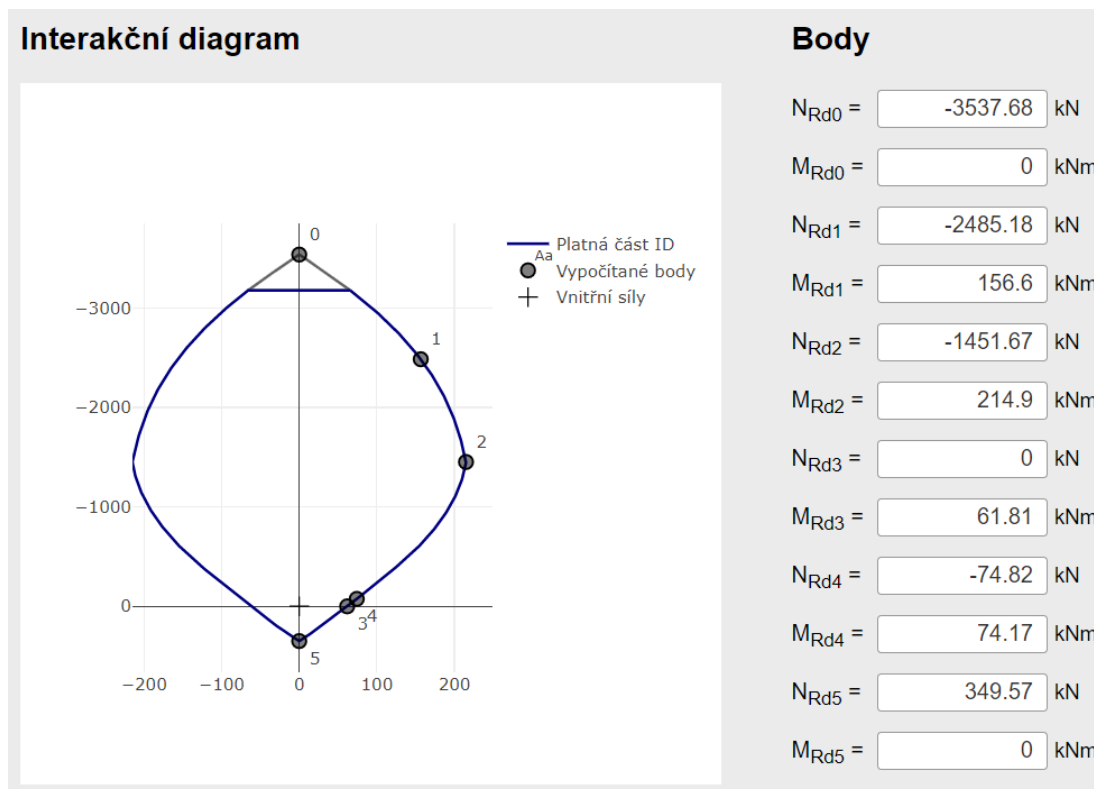 Interakční diagram
0
1
2
3
4
5
−3000
−2000
−1000
0
−200 −100 0 100 200
Platná část ID
Aa
Vypočítané body
Vnitřní síly
Body
NRd0 = -3537.68 kN
MRd0 = 0 kNm
NRd1 = -2485.18 kN
MRd1 = 156.6 kNm
NRd2 = -1451.67 kN
MRd2 = 214.9 kNm
NRd3 = 0 kN
MRd3 = 61.81 kNm
NRd4 = -74.82 kN
MRd4 = 74.17 kNm
NRd5 = 349.57 kN
MRd5 = 0 kNm